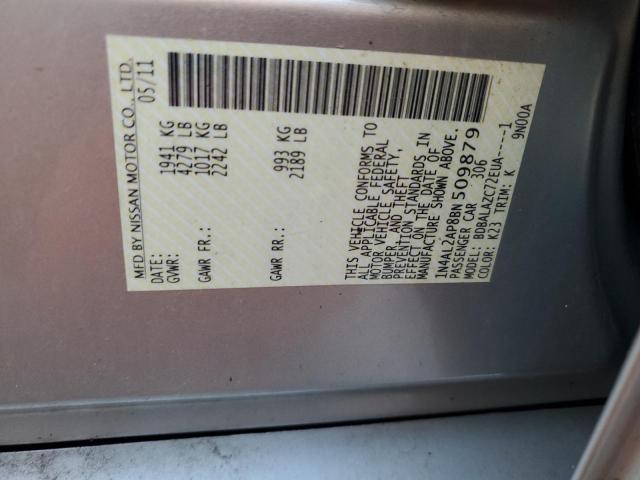 MFD BY NISSAN MOTOR CO., LTD.
DATE: 05/11
GVWR: 1941 KG
4279 LB
GAWR FR: 1017 KG
2242 LB
GAWR RR: 993 KG
2189 LB
THIS VEHICLE CONFORMS TO
ALL APPLICABLE FEDERAL
MOTOR VEHICLE SAFETY,
BUMPER, AND THEFT
PREVENTION STANDARDS IN
EFFECT ON THE DATE OF
MANUFACTURE SHOWN ABOVE.
1N4AL2AP8BN 509879
PASSENGER CAR 306
MODEL: BDBALAZC72EUA----1
COLOR: K23 TRIM: K 9N00A